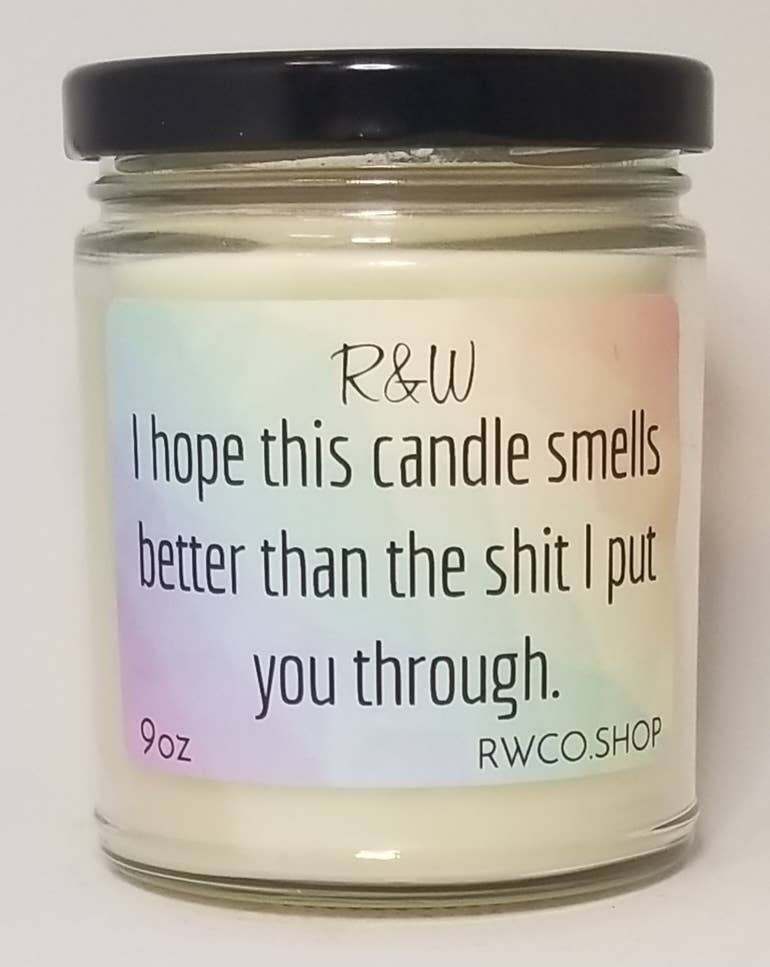 R&W
I hope this candle smells
better than the shit I put
you through.
9oz RWCO.SHOP